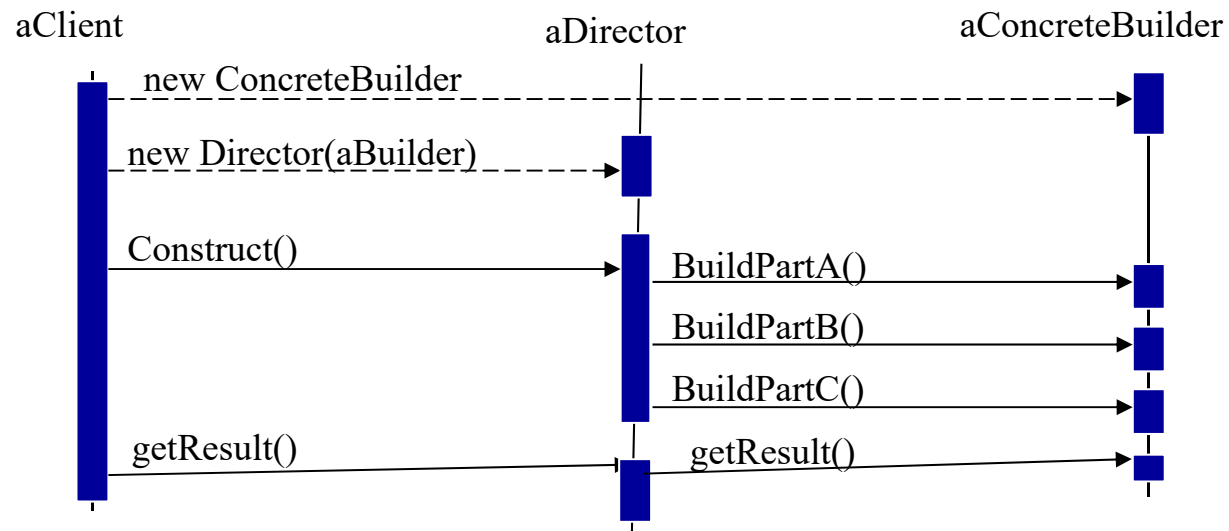 aClient
aDirector
aConcreteBuilder
new ConcreteBuilder
new Director(aBuilder)
Construct()
BuildPartA()
BuildPartB()
BuildPartC()
getResult()
getResult()